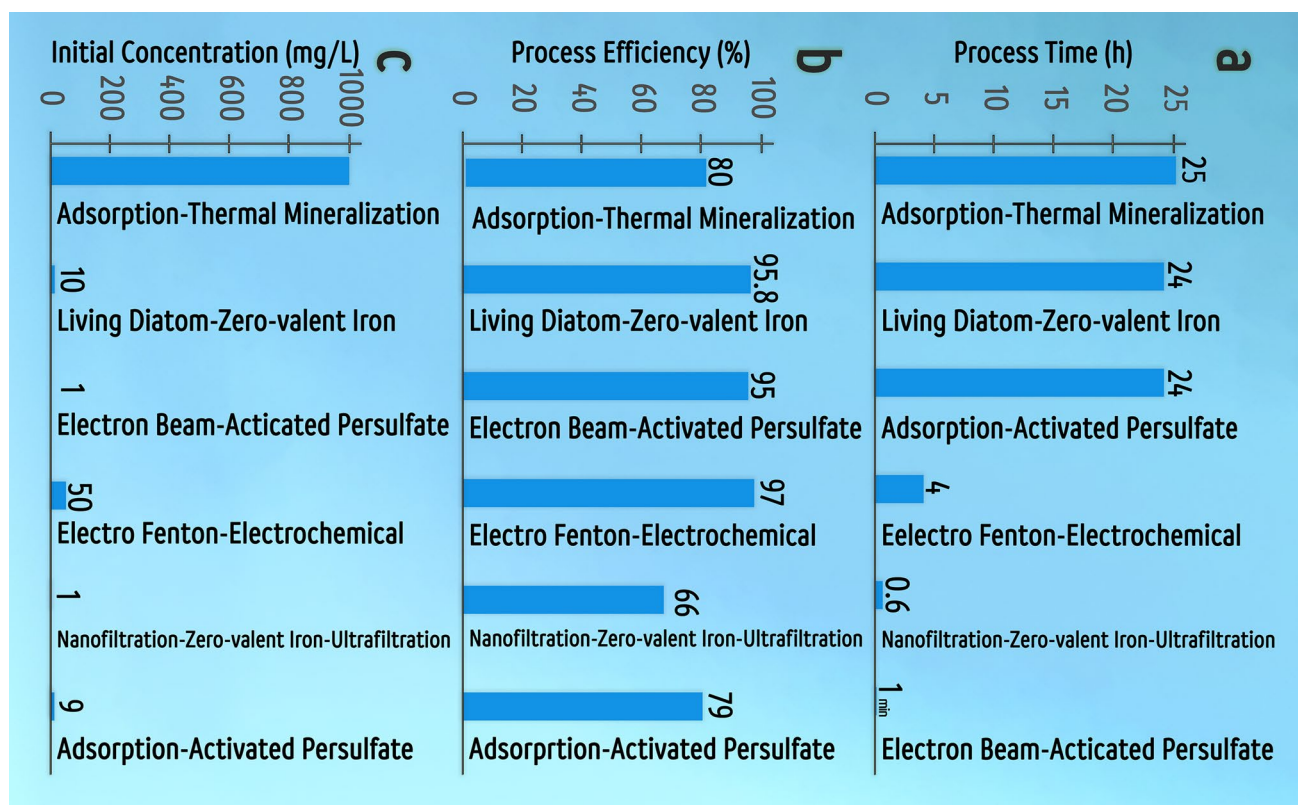 c
Initial Concentration (mg/L)
0 200 400 600 800 1000
Adsorption-Thermal Mineralization
10
Living Diatom-Zero-valent Iron
1
Electron Beam-Acticated Persulfate
50
Electro Fenton-Electrochemical
1
Nanofiltration-Zero-valent Iron-Ultrafiltration
9
Adsorption-Activated Persulfate
b
Process Efficiency (%)
0 20 40 60 80 100
80
Adsorption-Thermal Mineralization
95.8
Living Diatom-Zero-valent Iron
95
Electron Beam-Activated Persulfate
97
Electro Fenton-Electrochemical
66
Nanofiltration-Zero-valent Iron-Ultrafiltration
79
Adsorprtion-Activated Persulfate
a
Process Time (h)
0 5 10 15 20 25
25
Adsorption-Thermal Mineralization
24
Living Diatom-Zero-valent Iron
24
Adsorption-Activated Persulfate
4
Eelectro Fenton-Electrochemical
0.6
Nanofiltration-Zero-valent Iron-Ultrafiltration
1 min
Electron Beam-Acticated Persulfate